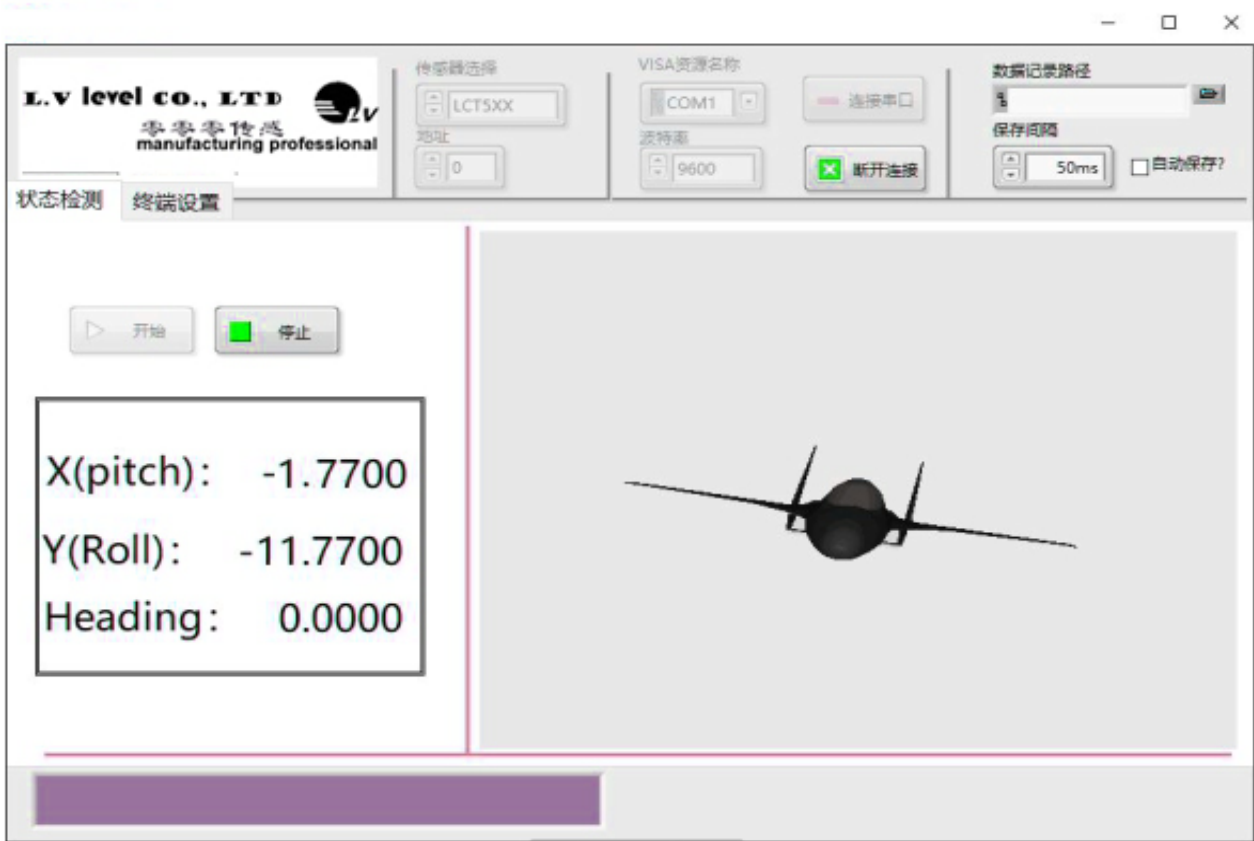 L.V level CO., LTD
LV
零零零传感
manufacturing professional
传感器选择
LCT5XX
地址
0
VISA资源名称
COM1
波特率
9600
连接串口
断开连接
数据记录路径
保存间隔
50ms
自动保存?
状态检测
终端设置
开始
停止
X(pitch): -1.7700
Y(Roll): -11.7700
Heading: 0.0000